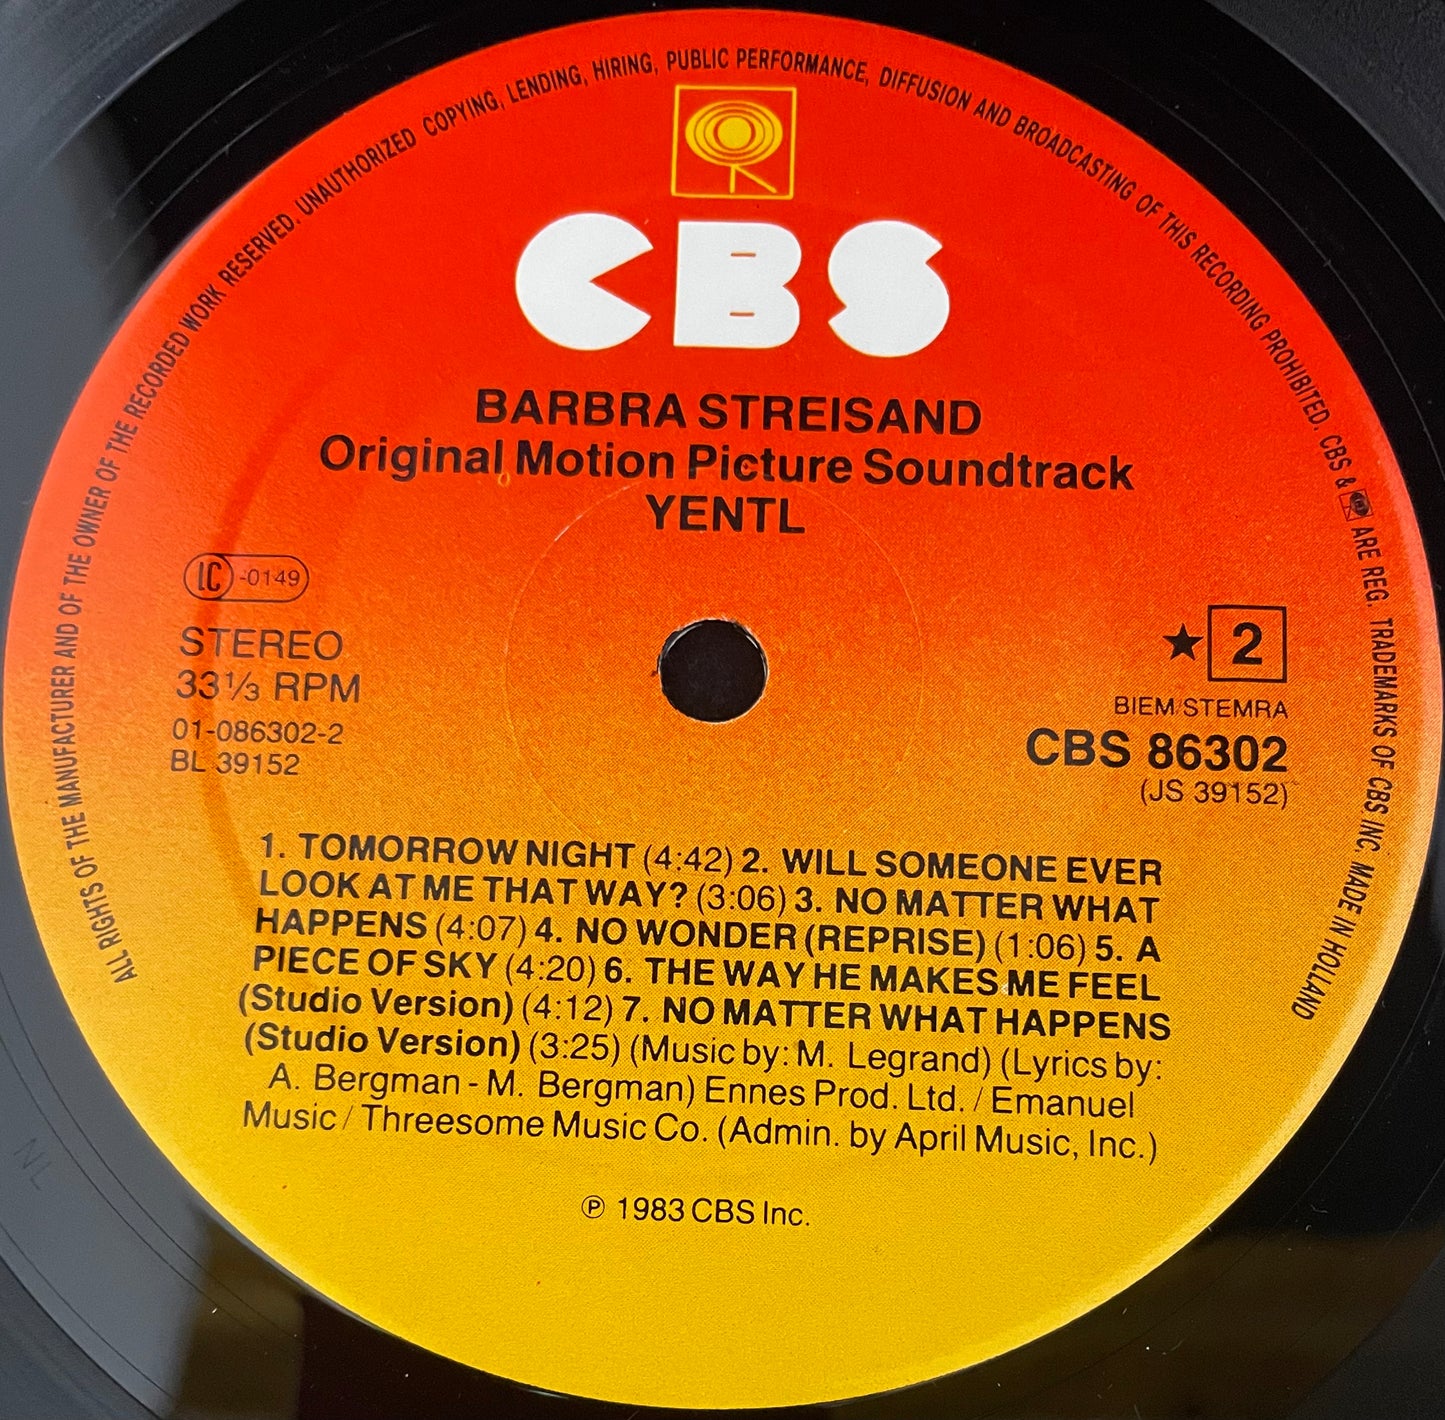 ALL RIGHTS OF THE MANUFACTURER AND OF THE OWNER OF THE RECORDED WORK RESERVED. UNAUTHORIZED COPYING, LENDING, HIRING, PUBLIC PERFORMANCE, DIFFUSION AND BROADCASTING OF THIS RECORDING PROHIBITED. CBS & ARE REG. TRADEMARKS OF CBS INC. MADE IN HOLLAND
CBS
BARBRA STREISAND
Original Motion Picture Soundtrack
YENTL
LC -0149
STEREO
33 1/3 RPM
01-086302-2
BL 39152
★ 2
BIEM/STEMRA
CBS 86302
(JS 39152)
1. TOMORROW NIGHT (4:42) 2. WILL SOMEONE EVER
LOOK AT ME THAT WAY? (3:06) 3. NO MATTER WHAT
HAPPENS (4:07) 4. NO WONDER (REPRISE) (1:06) 5. A
PIECE OF SKY (4:20) 6. THE WAY HE MAKES ME FEEL
(Studio Version) (4:12) 7. NO MATTER WHAT HAPPENS
(Studio Version) (3:25) (Music by: M. Legrand) (Lyrics by:
A. Bergman - M. Bergman) Ennes Prod. Ltd. / Emanuel
Music / Threesome Music Co. (Admin. by April Music, Inc.)
℗ 1983 CBS Inc.
NL